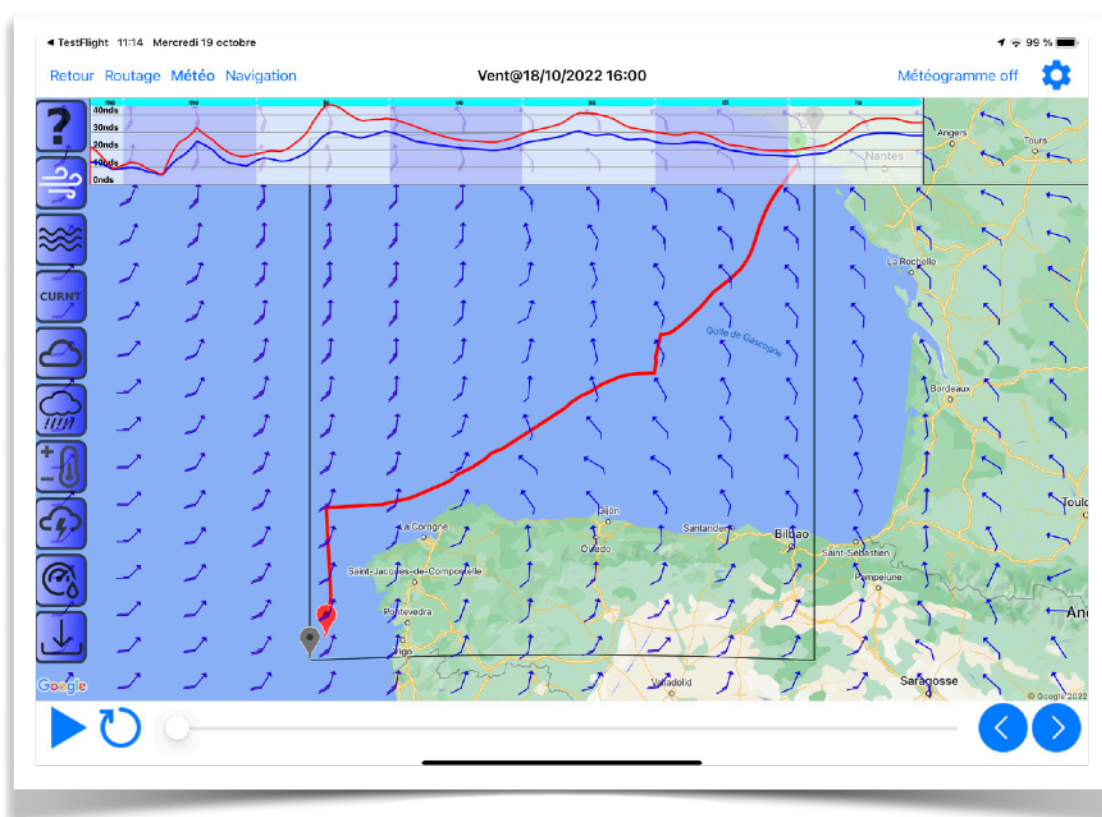 ◀ TestFlight 11:14 Mercredi 19 octobre 99 %
Retour Routage Météo Navigation Vent@18/10/2022 16:00 Météogramme off
ma me je ve sa di lu
40nds
30nds
20nds
10nds
0nds
?
CURNT
Angers
Tours
Nantes
La Rochelle
Golfe de Gascogne
Bordeaux
Toulo
La Corogne
Gijón
Santander
Bilbao
Oviedo
Saint-Sébastien
Saint-Jacques-de-Compostelle
Pampelune
Pontevedra
An
Vigo
Valladolid
Saragosse
Google
© Google 2022